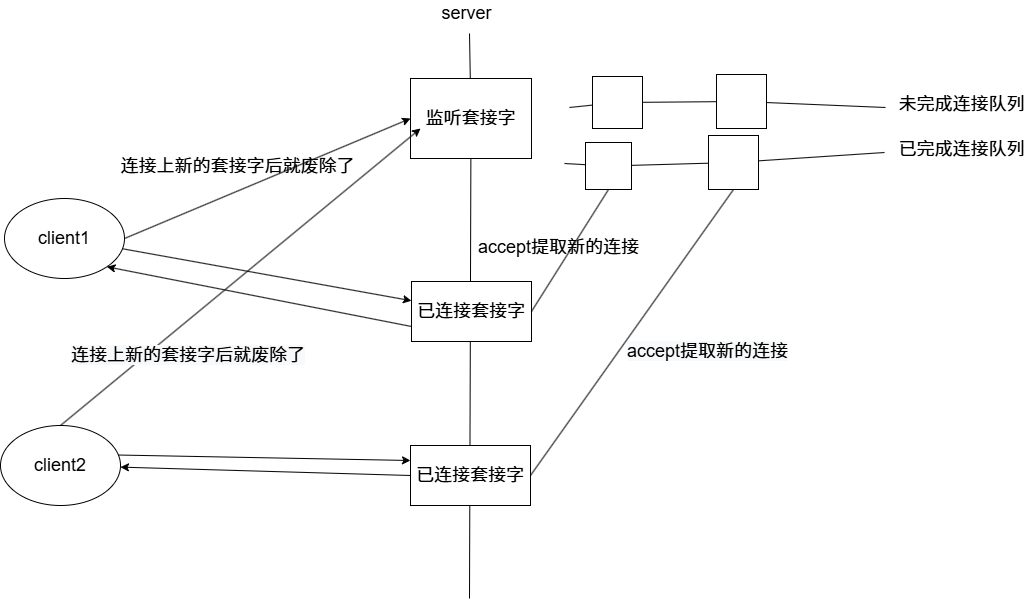 server
监听套接字
未完成连接队列
已完成连接队列
连接上新的套接字后就废除了
client1
accept提取新的连接
已连接套接字
连接上新的套接字后就废除了
accept提取新的连接
client2
已连接套接字